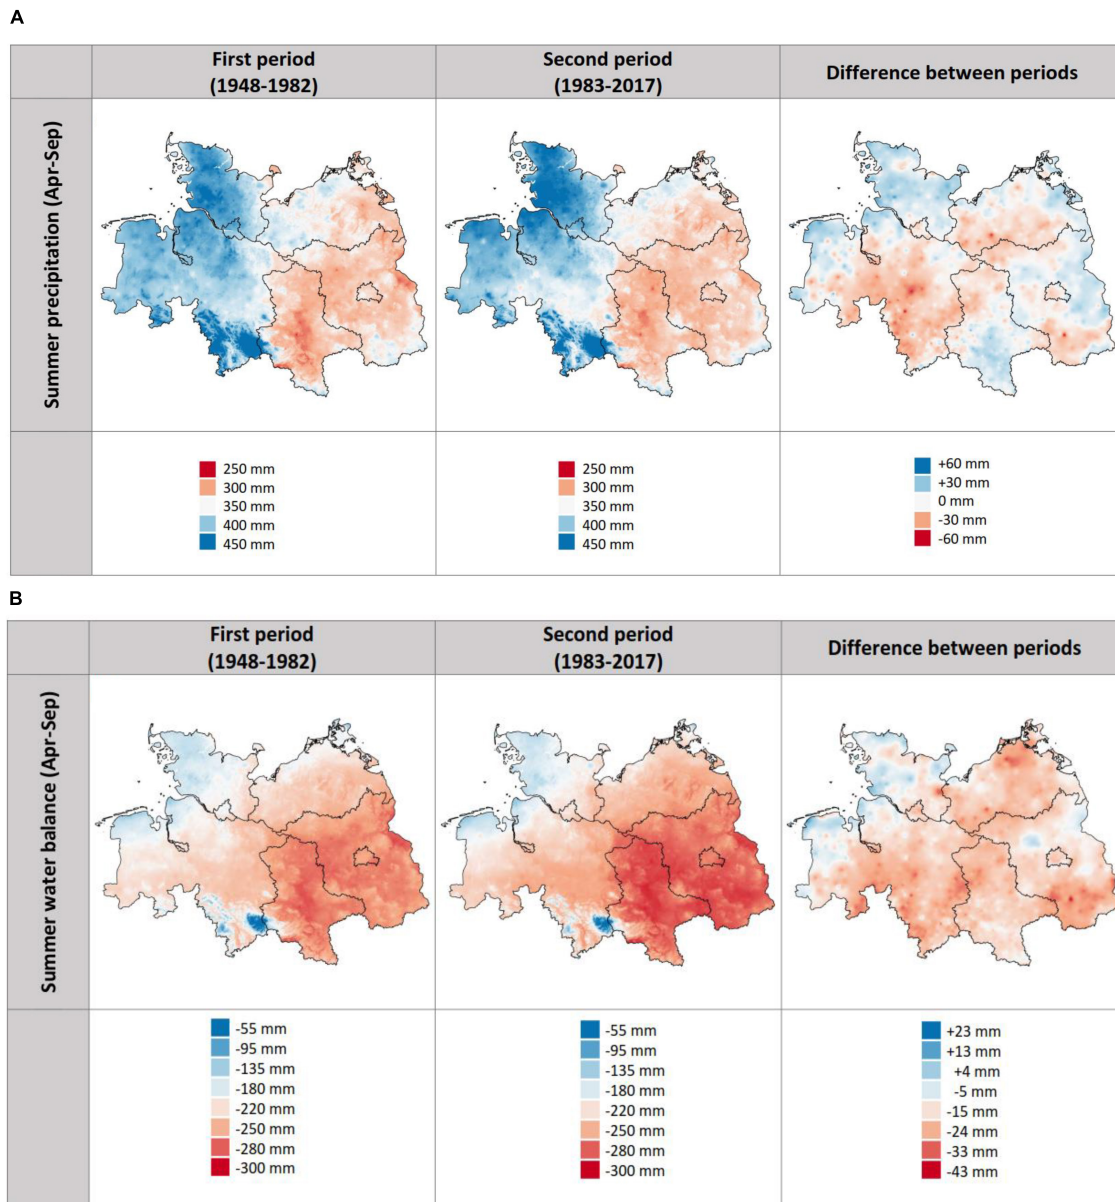 A
First period
(1948-1982)
Second period
(1983-2017)
Difference between periods
Summer precipitation (Apr-Sep)
250 mm
300 mm
350 mm
400 mm
450 mm
250 mm
300 mm
350 mm
400 mm
450 mm
+60 mm
+30 mm
0 mm
-30 mm
-60 mm
B
First period
(1948-1982)
Second period
(1983-2017)
Difference between periods
Summer water balance (Apr-Sep)
-55 mm
-95 mm
-135 mm
-180 mm
-220 mm
-250 mm
-280 mm
-300 mm
-55 mm
-95 mm
-135 mm
-180 mm
-220 mm
-250 mm
-280 mm
-300 mm
+23 mm
+13 mm
+4 mm
-5 mm
-15 mm
-24 mm
-33 mm
-43 mm